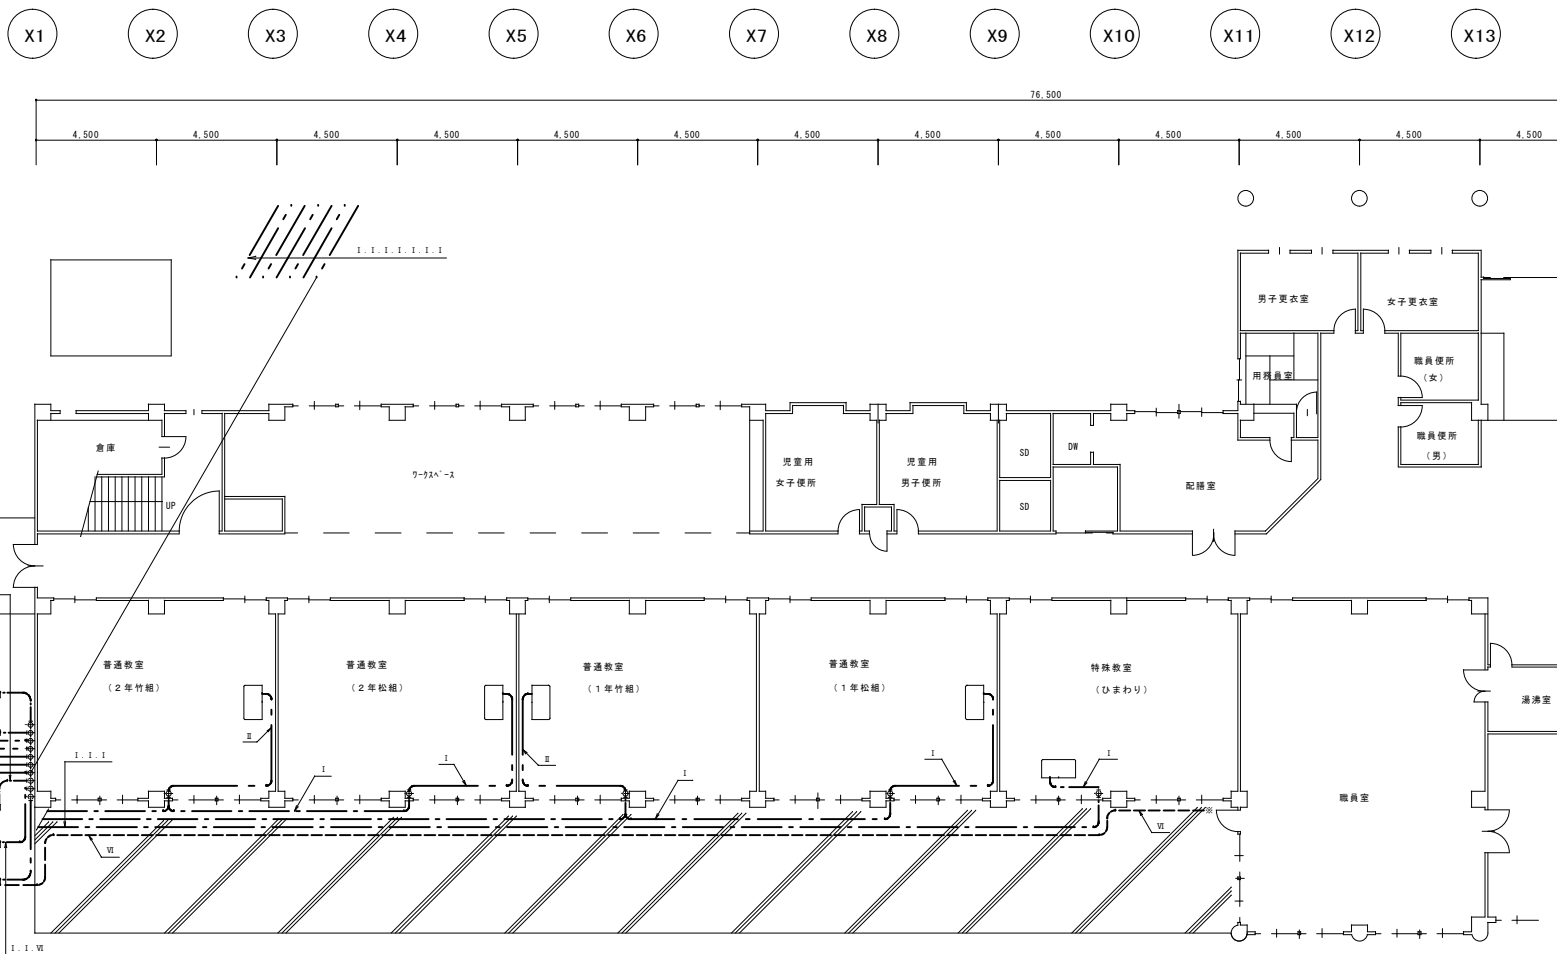 X1 X2 X3 X4 X5 X6 X7 X8 X9 X10 X11 X12 X13
76,500
4,500 4,500 4,500 4,500 4,500 4,500 4,500 4,500 4,500 4,500 4,500 4,500 4,500
I.I.I.I.I.I.I
男子更衣室
女子更衣室
職員便所
(女)
用務員室
職員便所
(男)
倉庫
UP
ワークスペース
児童用
女子便所
児童用
男子便所
SD
SD
DW
配膳室
普通教室
(2年竹組)
普通教室
(2年松組)
普通教室
(1年竹組)
普通教室
(1年松組)
特殊教室
(ひまわり)
湯沸室
職員室
II
I.I.I
I
I
II
I
I
I
VI
VI
※
I.I.VI